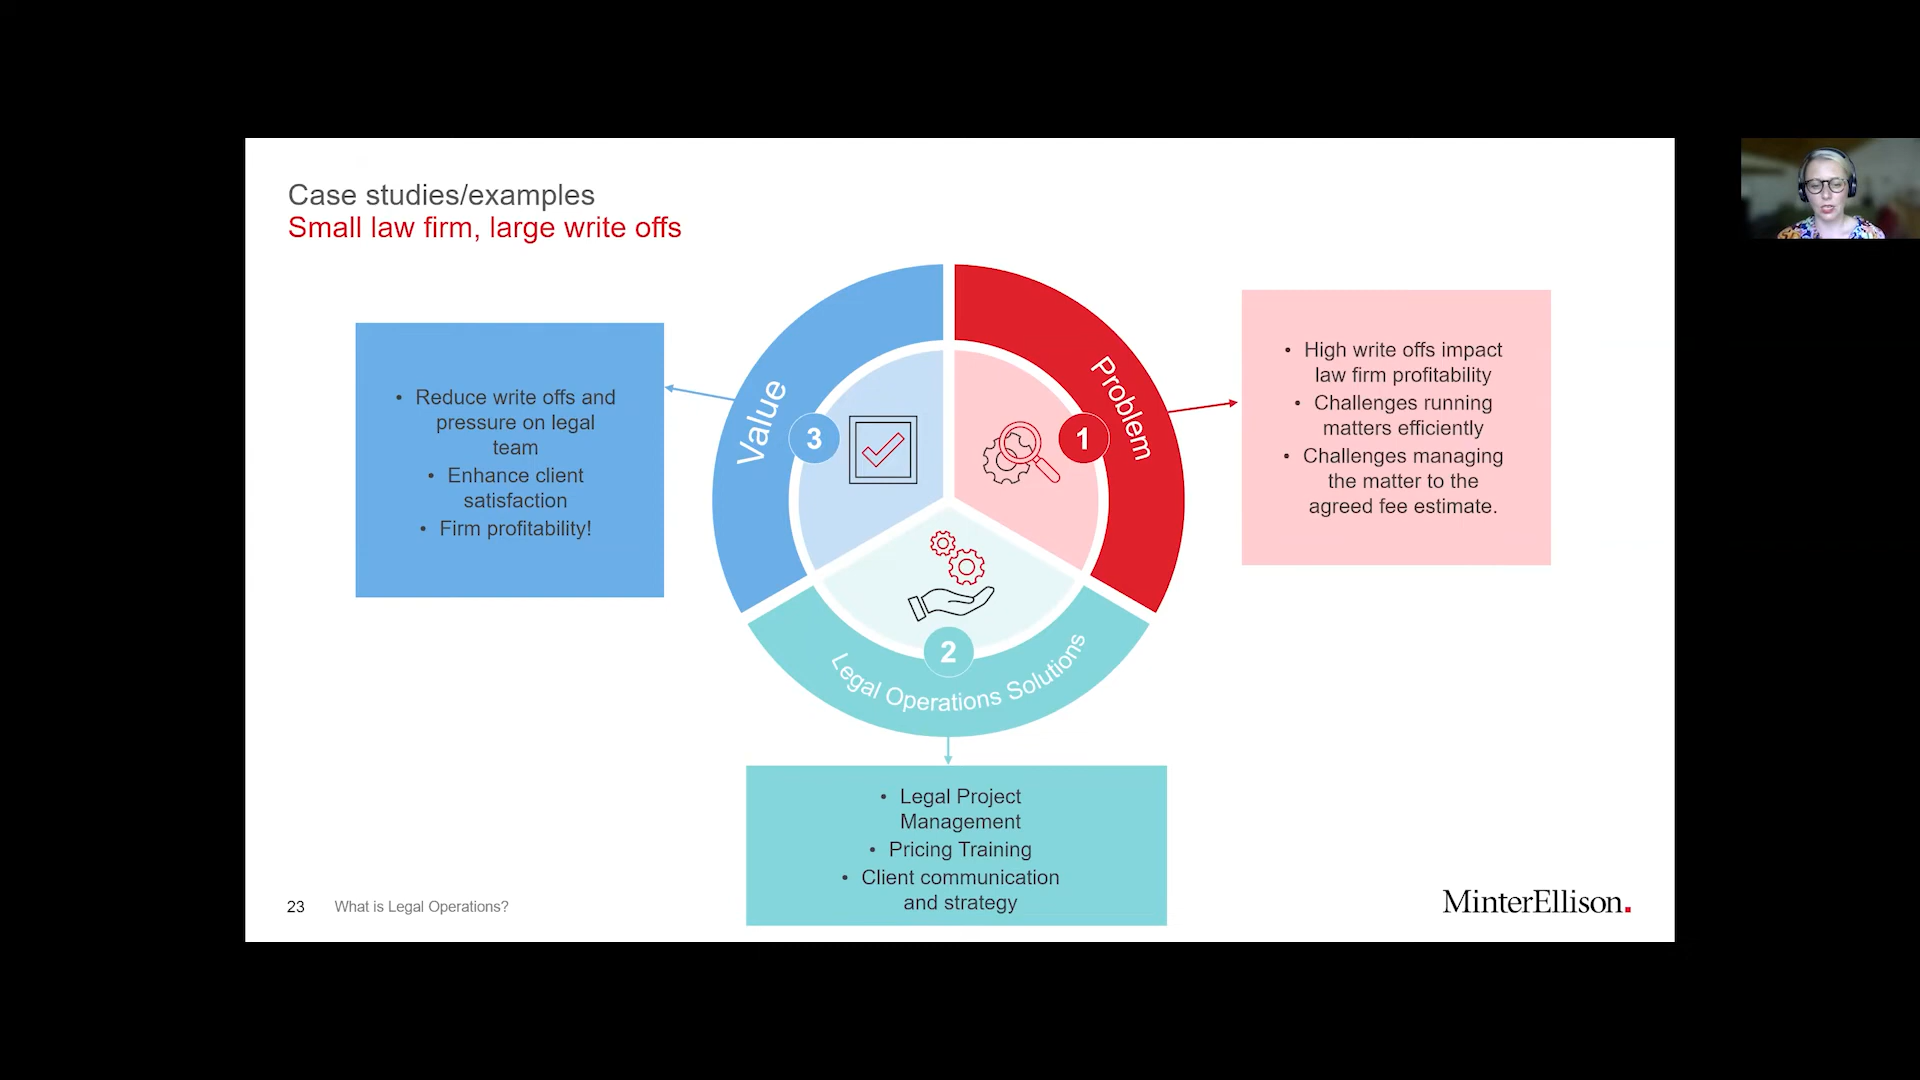 Case studies/examples
Small law firm, large write offs
Problem
1
• High write offs impact
law firm profitability
• Challenges running
matters efficiently
• Challenges managing
the matter to the
agreed fee estimate.
Legal Operations Solutions
2
• Legal Project
Management
• Pricing Training
• Client communication
and strategy
Value
3
• Reduce write offs and
pressure on legal
team
• Enhance client
satisfaction
• Firm profitability!
23 What is Legal Operations?
MinterEllison.